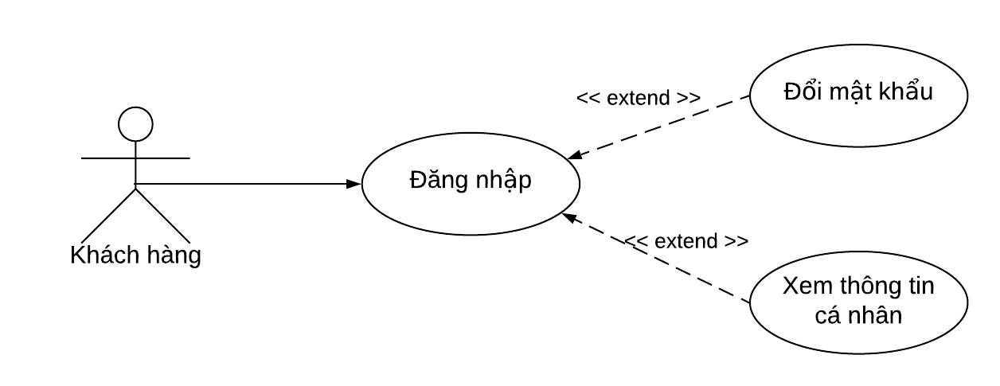 << extend >>
Đổi mật khẩu
Đăng nhập
Khách hàng
<< extend >>
Xem thông tin
cá nhân